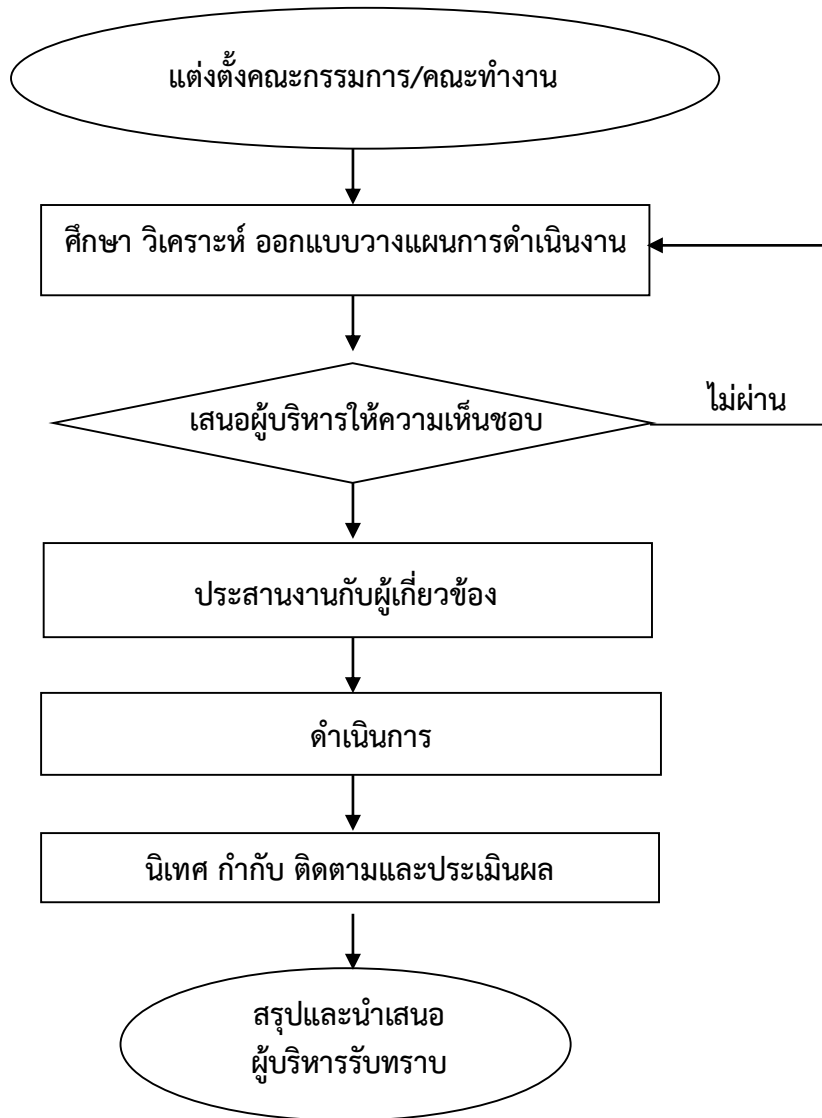 แต่งตั้งคณะกรรมการ/คณะทำงาน
ศึกษา วิเคราะห์ ออกแบบวางแผนการดำเนินงาน
เสนอผู้บริหารให้ความเห็นชอบ
ไม่ผ่าน
ประสานงานกับผู้เกี่ยวข้อง
ดำเนินการ
นิเทศ กำกับ ติดตามและประเมินผล
สรุปและนำเสนอ
ผู้บริหารรับทราบ